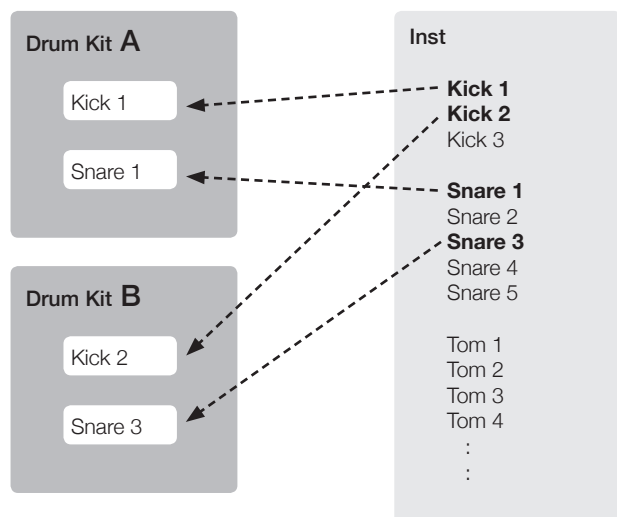 Drum Kit A
Kick 1
Snare 1
Drum Kit B
Kick 2
Snare 3
Inst
Kick 1
Kick 2
Kick 3
Snare 1
Snare 2
Snare 3
Snare 4
Snare 5
Tom 1
Tom 2
Tom 3
Tom 4
:
: